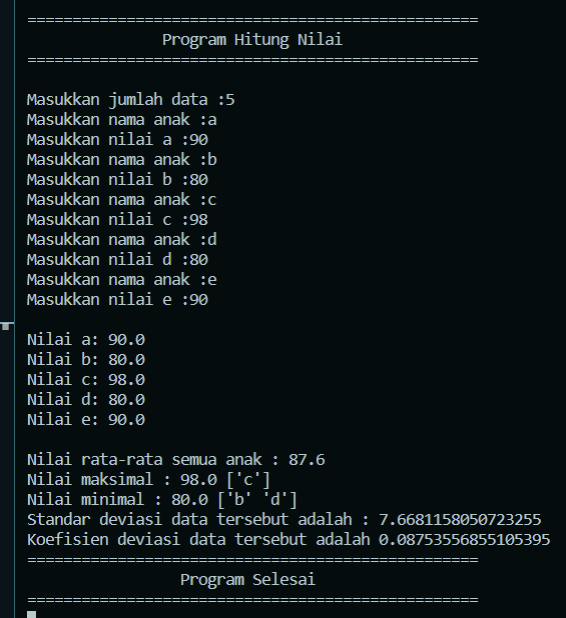 ==================================================
Program Hitung Nilai
==================================================
Masukkan jumlah data :5
Masukkan nama anak :a
Masukkan nilai a :90
Masukkan nama anak :b
Masukkan nilai b :80
Masukkan nama anak :c
Masukkan nilai c :98
Masukkan nama anak :d
Masukkan nilai d :80
Masukkan nama anak :e
Masukkan nilai e :90
Nilai a: 90.0
Nilai b: 80.0
Nilai c: 98.0
Nilai d: 80.0
Nilai e: 90.0
Nilai rata-rata semua anak : 87.6
Nilai maksimal : 98.0 ['c']
Nilai minimal : 80.0 ['b' 'd']
Standar deviasi data tersebut adalah : 7.6681158050723255
Koefisien deviasi data tersebut adalah 0.08753556855105395
==================================================
Program Selesai
==================================================